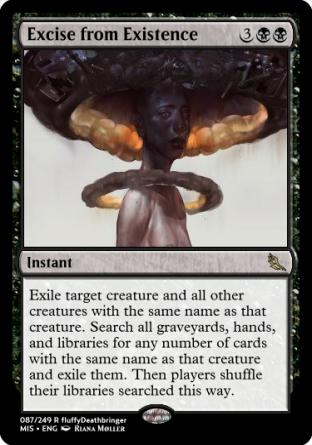 Excise from Existence 3
Instant
Exile target creature and all other
creatures with the same name as that
creature. Search all graveyards, hands,
and libraries for any number of cards
with the same name as that creature
and exile them. Then players shuffle
their libraries searched this way.
087/249 R fluffyDeathbringer
MIS • ENG Riana Møller